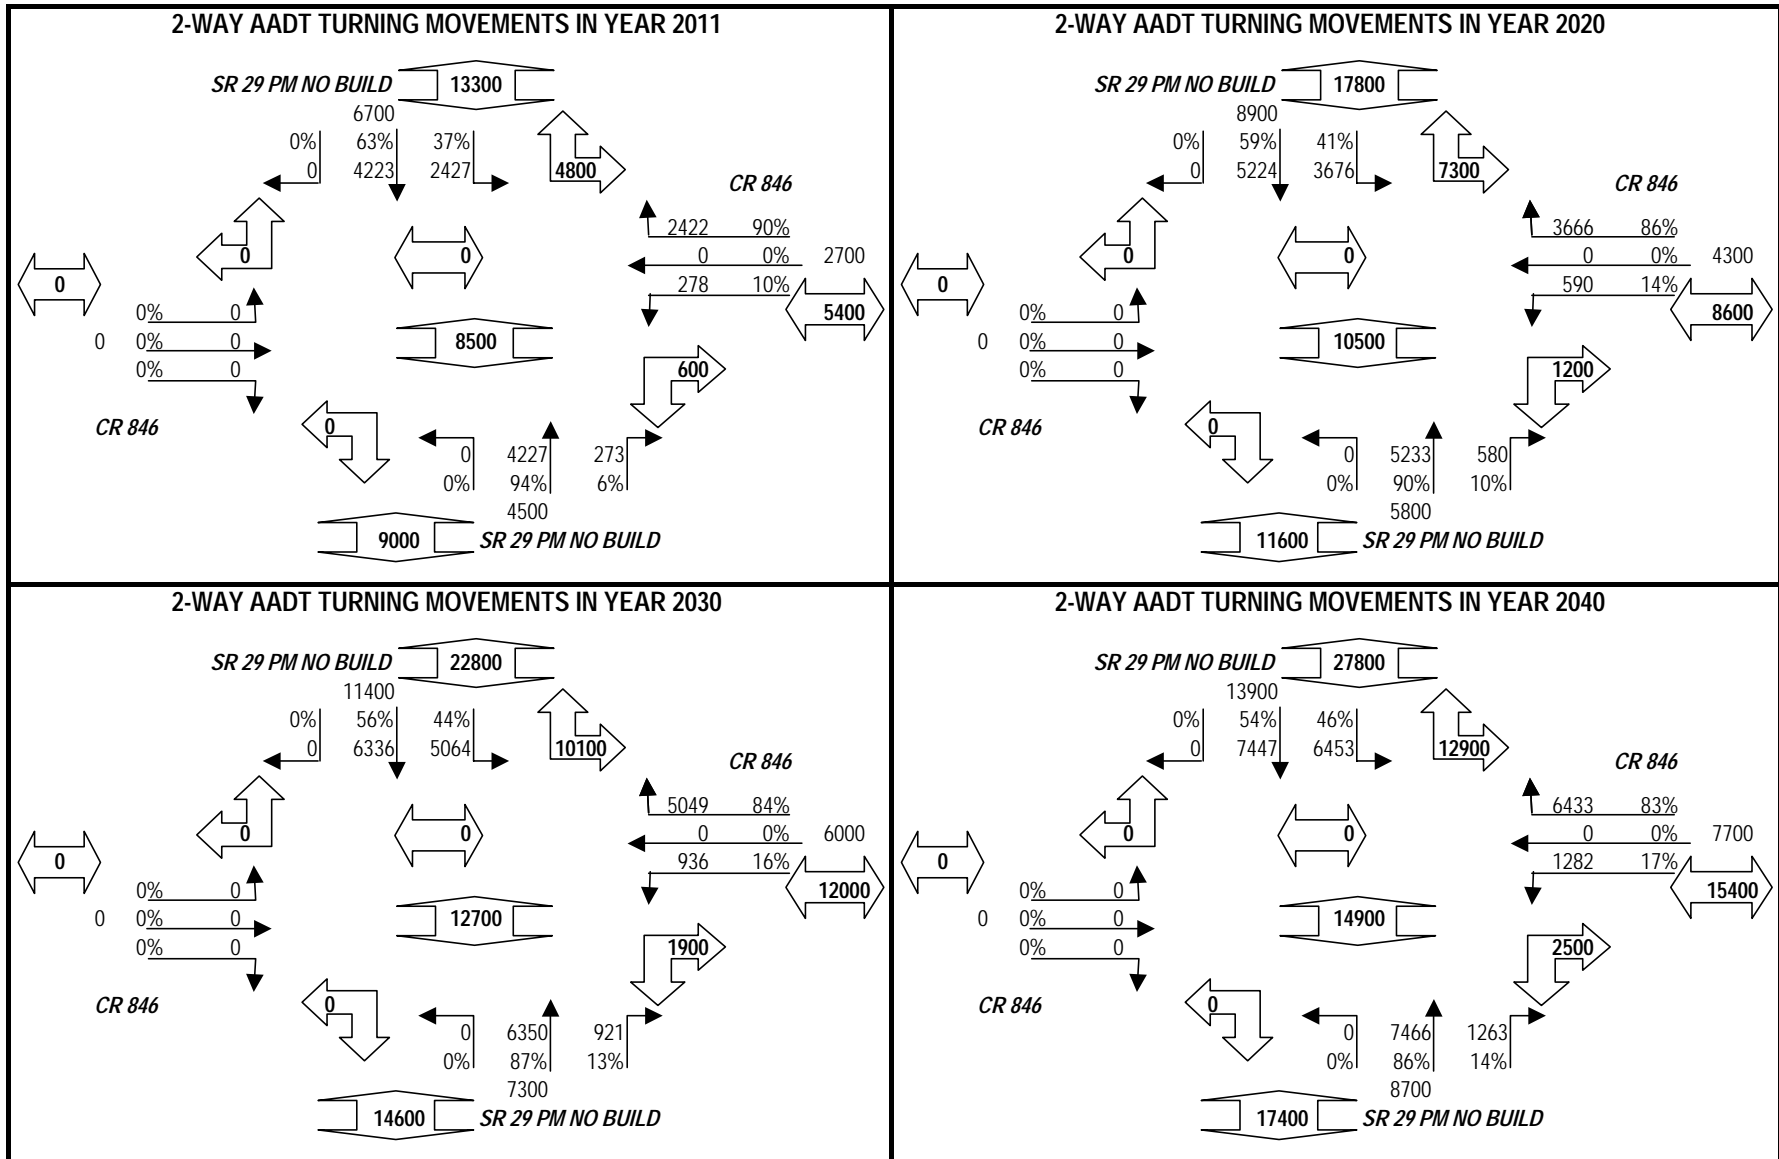 2-WAY AADT TURNING MOVEMENTS IN YEAR 2011
SR 29 PM NO BUILD 13300
6700
0% 63% 37%
0 4223 2427 4800
CR 846
2422 90%
0 0 0 0% 2700
0 278 10%
0% 0 5400
0 0% 0 8500
0% 0 600
CR 846 0
0 4227 273
0% 94% 6%
4500
9000 SR 29 PM NO BUILD
2-WAY AADT TURNING MOVEMENTS IN YEAR 2020
SR 29 PM NO BUILD 17800
8900
0% 59% 41%
0 5224 3676 7300
CR 846
3666 86%
0 0 0 0% 4300
0 590 14%
0% 0 8600
0 0% 0 10500
0% 0 1200
CR 846 0
0 5233 580
0% 90% 10%
5800
11600 SR 29 PM NO BUILD
2-WAY AADT TURNING MOVEMENTS IN YEAR 2030
SR 29 PM NO BUILD 22800
11400
0% 56% 44%
0 6336 5064 10100
CR 846
5049 84%
0 0 0 0% 6000
0 936 16%
0% 0 12000
0 0% 0 12700
0% 0 1900
CR 846 0
0 6350 921
0% 87% 13%
7300
14600 SR 29 PM NO BUILD
2-WAY AADT TURNING MOVEMENTS IN YEAR 2040
SR 29 PM NO BUILD 27800
13900
0% 54% 46%
0 7447 6453 12900
CR 846
6433 83%
0 0 0 0% 7700
0 1282 17%
0% 0 15400
0 0% 0 14900
0% 0 2500
CR 846 0
0 7466 1263
0% 86% 14%
8700
17400 SR 29 PM NO BUILD